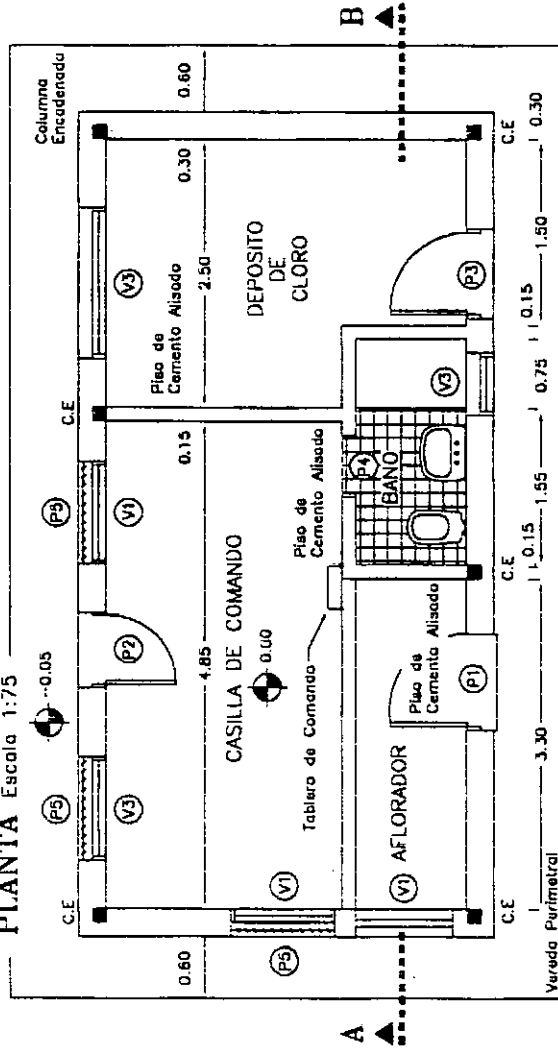 PLANTA Escala 1:75
-0.05
Columna
Encadenada
P5
P5
C.E
C.E
V3
P2
V1
V3
Piso de
Cemento Alisado
0.60
4.85
0.15
2.50
0.30
0.60
CASILLA DE COMANDO
0.00
DEPOSITO
DE
CLORO
Tablero de Comando
Piso de
Cemento Alisado
P5
V1
V1
AFLORADOR
Piso de
Cemento Alisado
P1
P4
BAÑO
V3
P3
A
B
C.E
C.E
C.E
3.30
0.15
1.55
0.75
0.15
1.50
0.30
Vereda Perimetral